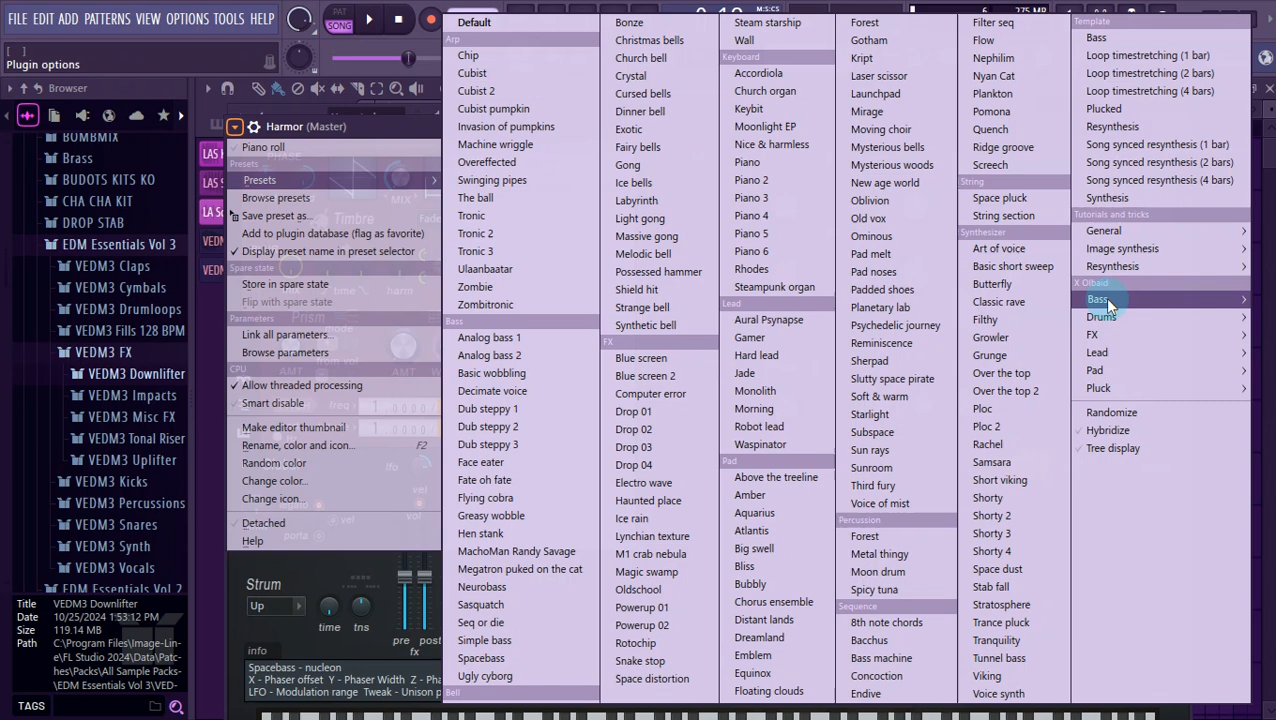 FILE EDIT ADD PATTERNS VIEW OPTIONS TOOLS HELP
[ ]
Plugin options
PAT
SONG
M:S:CS
6
275 MB
Browser
BOMBMIX
Brass
BUDOTS KITS KO
CHA CHA KIT
DROP STAB
EDM Essentials Vol 3
VEDM3 Claps
VEDM3 Cymbals
VEDM3 Drumloops
VEDM3 Fills 128 BPM
VEDM3 FX
VEDM3 Downlifter
VEDM3 Impacts
VEDM3 Misc FX
VEDM3 Tonal Riser
VEDM3 Uplifter
VEDM3 Kicks
VEDM3 Percussions
VEDM3 Snares
VEDM3 Synth
VEDM3 Vocals
EDM Essentials Vol 2
Title VEDM3 Downlifter
Date 10/25/2024 1:53:12 PM
Size 119.14 MB
Path C:\Program Files\Image-Lin-
e\FL Studio 2024\Data\Patc-
hes\Packs\All Sample Packs-
\EDM Essentials Vol 3\VED-
TAGS
Harmor (Master)
Piano roll
Presets
Presets
Browse presets
Save preset as...
Add to plugin database (flag as favorite)
Display preset name in preset selector
Spare state
Store in spare state
Flip with spare state
Parameters
Link all parameters...
Browse parameters
CPU
Allow threaded processing
Smart disable
Make editor thumbnail
Rename, color and icon... F2
Random color
Change color...
Change icon...
Detached
Help
Strum
Up
time
tns
pre
post
fx
info
Spacebass - nucleon
X - Phaser offset Y - Phaser Width Z - P
LFO - Modulation range Tweak - Unison p
Default
Arp
Chip
Cubist
Cubist 2
Cubist pumpkin
Invasion of pumpkins
Machine wriggle
Overeffected
Swinging pipes
The ball
Tronic
Tronic 2
Tronic 3
Ulaanbaatar
Zombie
Zombitronic
Bass
Analog bass 1
Analog bass 2
Basic wobbling
Decimate voice
Dub steppy 1
Dub steppy 2
Dub steppy 3
Face eater
Fate oh fate
Flying cobra
Greasy wobble
Hen stank
MachoMan Randy Savage
Megatron puked on the cat
Neurobass
Sasquatch
Seq or die
Simple bass
Spacebass
Ugly cyborg
Bell
Bonze
Christmas bells
Church bell
Crystal
Cursed bells
Dinner bell
Exotic
Fairy bells
Gong
Ice bells
Labyrinth
Light gong
Massive gong
Melodic bell
Possessed hammer
Shield hit
Strange bell
Synthetic bell
FX
Blue screen
Blue screen 2
Computer error
Drop 01
Drop 02
Drop 03
Drop 04
Electro wave
Haunted place
Ice rain
Lynchian texture
M1 crab nebula
Magic swamp
Oldschool
Powerup 01
Powerup 02
Rotochip
Snake stop
Space distortion
Steam starship
Wall
Keyboard
Accordiola
Church organ
Keybit
Moonlight EP
Nice & harmless
Piano
Piano 2
Piano 3
Piano 4
Piano 5
Piano 6
Rhodes
Steampunk organ
Lead
Aural Psynapse
Gamer
Hard lead
Jade
Monolith
Morning
Robot lead
Waspinator
Pad
Above the treeline
Amber
Aquarius
Atlantis
Big swell
Bliss
Bubbly
Chorus ensemble
Distant lands
Dreamland
Emblem
Equinox
Floating clouds
Forest
Gotham
Kript
Laser scissor
Launchpad
Mirage
Moving choir
Mysterious bells
Mysterious woods
New age world
Oblivion
Old vox
Ominous
Pad melt
Pad noses
Padded shoes
Planetary lab
Psychedelic journey
Reminiscence
Sherpad
Slutty space pirate
Soft & warm
Starlight
Subspace
Sun rays
Sunroom
Third fury
Voice of mist
Percussion
Forest
Metal thingy
Moon drum
Spicy tuna
Sequence
8th note chords
Bacchus
Bass machine
Concoction
Endive
Filter seq
Flow
Nephilim
Nyan Cat
Plankton
Pomona
Quench
Ridge groove
Screech
String
Space pluck
String section
Synthesizer
Art of voice
Basic short sweep
Butterfly
Classic rave
Filthy
Growler
Grunge
Over the top
Over the top 2
Ploc
Ploc 2
Rachel
Samsara
Short viking
Shorty
Shorty 2
Shorty 3
Shorty 4
Space dust
Stab fall
Stratosphere
Trance pluck
Tranquility
Tunnel bass
Viking
Voice synth
Template
Bass
Loop timestretching (1 bar)
Loop timestretching (2 bars)
Loop timestretching (4 bars)
Plucked
Resynthesis
Song synced resynthesis (1 bar)
Song synced resynthesis (2 bars)
Song synced resynthesis (4 bars)
Synthesis
Tutorials and tricks
General
Image synthesis
Resynthesis
X Olbaid
Bass
Drums
FX
Lead
Pad
Pluck
Randomize
Hybridize
Tree display